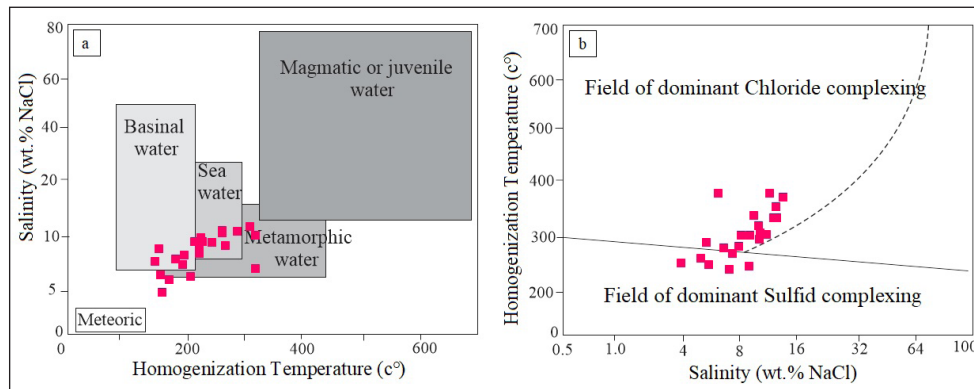 a
Salinity (wt.% NaCl)
80
60
40
20
10
5
0
Magmatic or juvenile
water
Basinal
water
Sea
water
Metamorphic
water
Meteoric
0
200
400
600
Homogenization Temperature (c°)
b
Homogenization Temperature (c°)
700
600
500
400
300
200
0
Field of dominant Chloride complexing
Field of dominant Sulfid complexing
0.5
1.0
4
8
16
32
64
100
Salinity (wt.% NaCl)